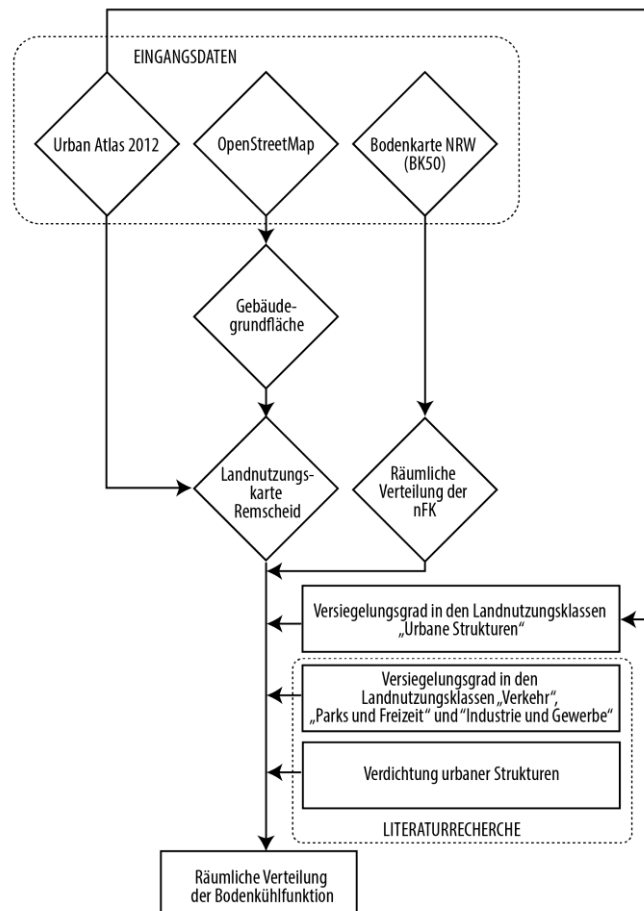 EINGANGSDATEN
Urban Atlas 2012
OpenStreetMap
Bodenkarte NRW
(BK50)
Gebäude-
grundfläche
Landnutzungs-
karte
Remscheid
Räumliche
Verteilung der
nFK
Versiegelungsgrad in den Landnutzungsklassen
„Urbane Strukturen“
Versiegelungsgrad in den
Landnutzungsklassen „Verkehr“,
„Parks und Freizeit“ und “Industrie und Gewerbe“
Verdichtung urbaner Strukturen
LITERATURRECHERCHE
Räumliche Verteilung
der Bodenkühlfunktion